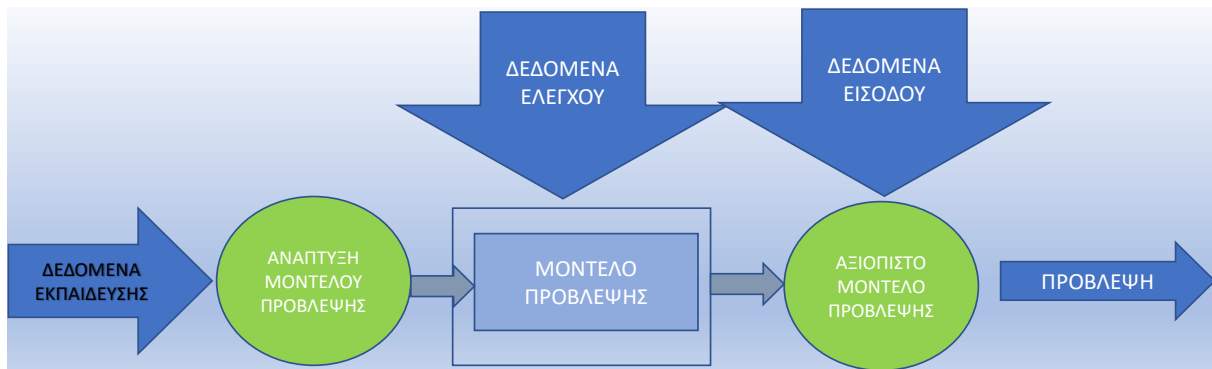 ΔΕΔΟΜΕΝΑ
ΕΛΕΓΧΟΥ
ΔΕΔΟΜΕΝΑ
ΕΙΣΟΔΟΥ
ΔΕΔΟΜΕΝΑ
ΕΚΠΑΙΔΕΥΣΗΣ
ΑΝΑΠΤΥΞΗ
ΜΟΝΤΕΛΟΥ
ΠΡΟΒΛΕΨΗΣ
ΜΟΝΤΕΛΟ
ΠΡΟΒΛΕΨΗΣ
ΑΞΙΟΠΙΣΤΟ
ΜΟΝΤΕΛΟ
ΠΡΟΒΛΕΨΗΣ
ΠΡΟΒΛΕΨΗ